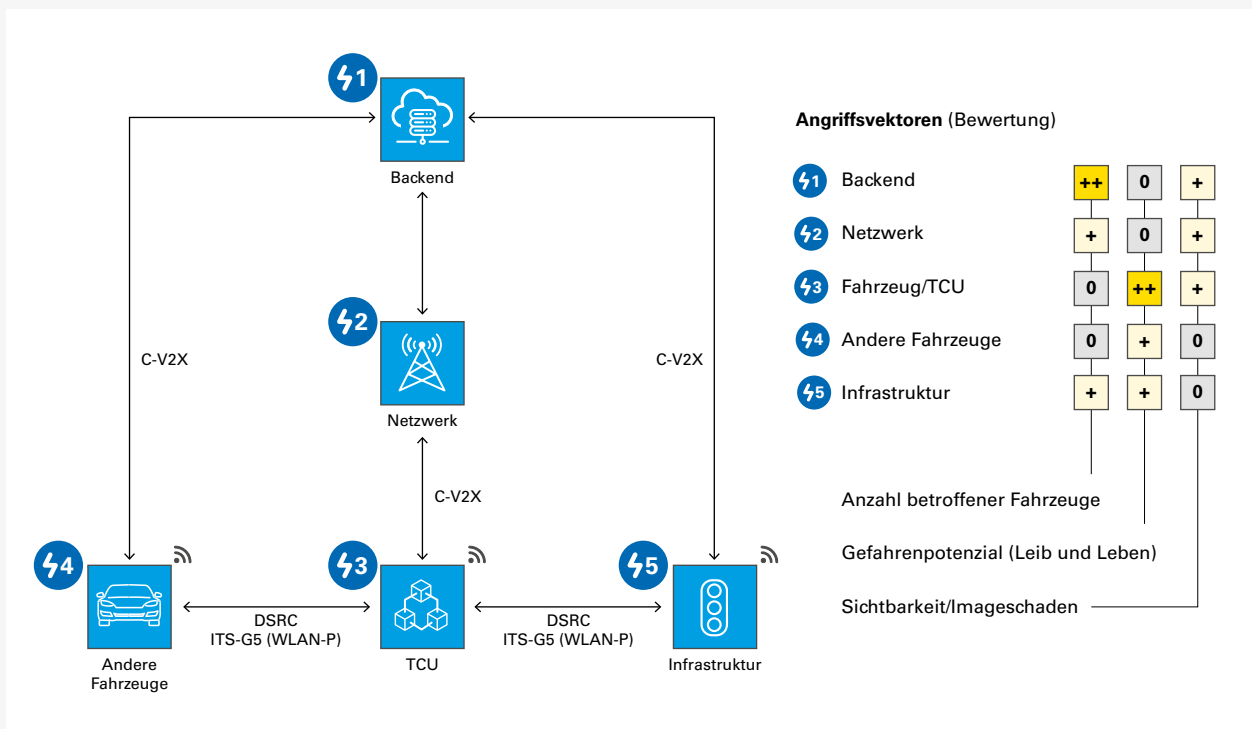 1
Backend
C-V2X
2
Netzwerk
C-V2X
C-V2X
4
Andere
Fahrzeuge
DSRC
ITS-G5 (WLAN-P)
3
TCU
DSRC
ITS-G5 (WLAN-P)
5
Infrastruktur
Angriffsvektoren (Bewertung)
1 Backend ++ 0 +
2 Netzwerk + 0 +
3 Fahrzeug/TCU 0 ++ +
4 Andere Fahrzeuge 0 + 0
5 Infrastruktur + + 0
Anzahl betroffener Fahrzeuge
Gefahrenpotenzial (Leib und Leben)
Sichtbarkeit/Imageschaden